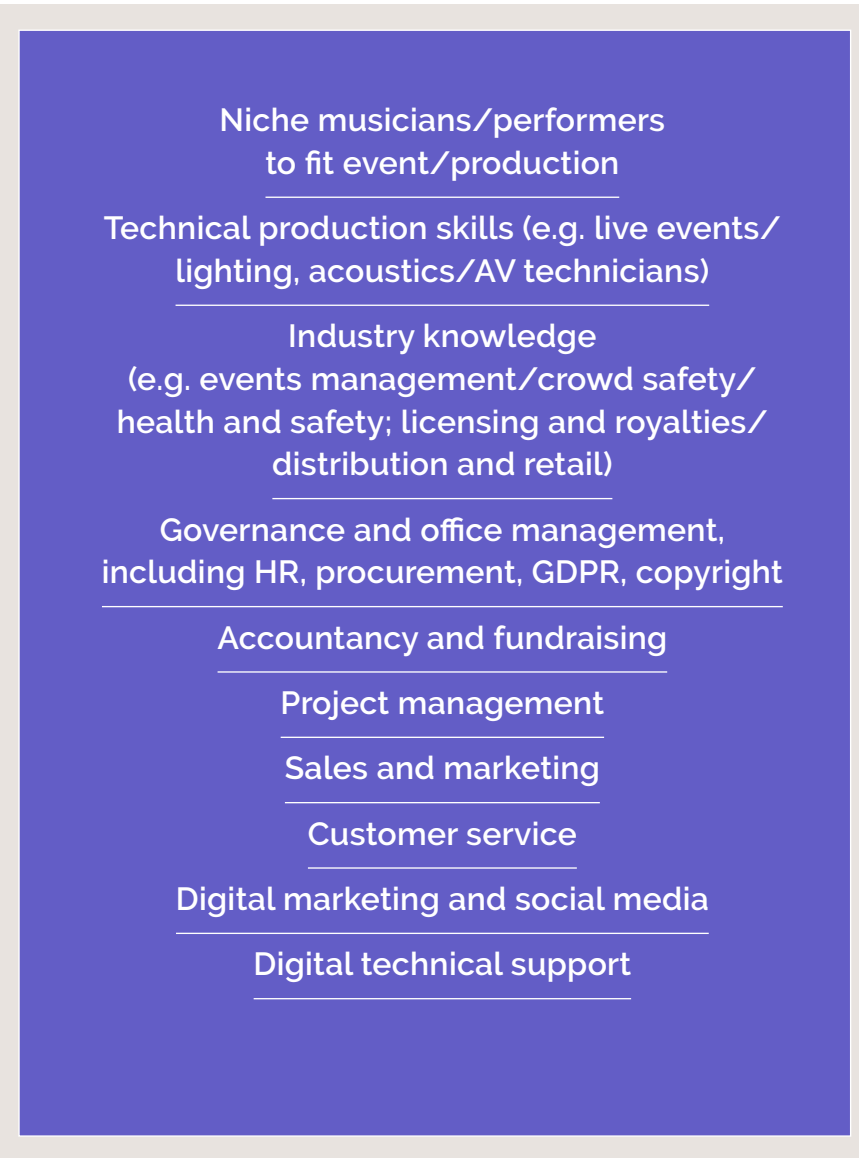 Niche musicians/performers
to fit event/production
Technical production skills (e.g. live events/
lighting, acoustics/AV technicians)
Industry knowledge
(e.g. events management/crowd safety/
health and safety; licensing and royalties/
distribution and retail)
Governance and office management,
including HR, procurement, GDPR, copyright
Accountancy and fundraising
Project management
Sales and marketing
Customer service
Digital marketing and social media
Digital technical support